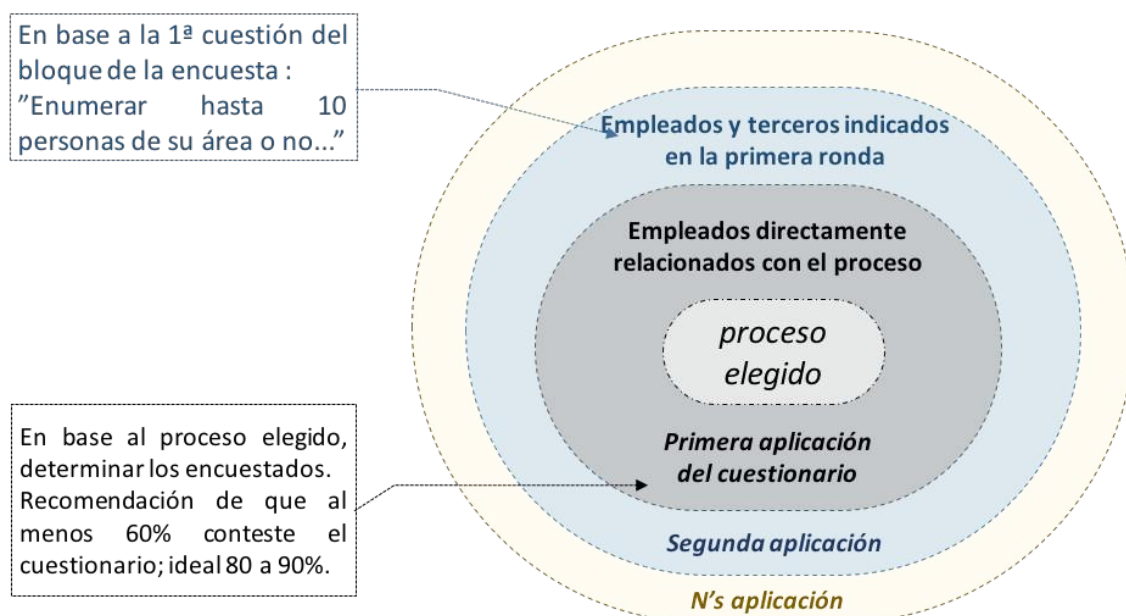 En base a la 1ª cuestión del
bloque de la encuesta :
”Enumerar hasta 10
personas de su área o no...”
Empleados y terceros indicados
en la primera ronda
Empleados directamente
relacionados con el proceso
proceso
elegido
En base al proceso elegido,
determinar los encuestados.
Recomendación de que al
menos 60% conteste el
cuestionario; ideal 80 a 90%.
Primera aplicación
del cuestionario
Segunda aplicación
N’s aplicación